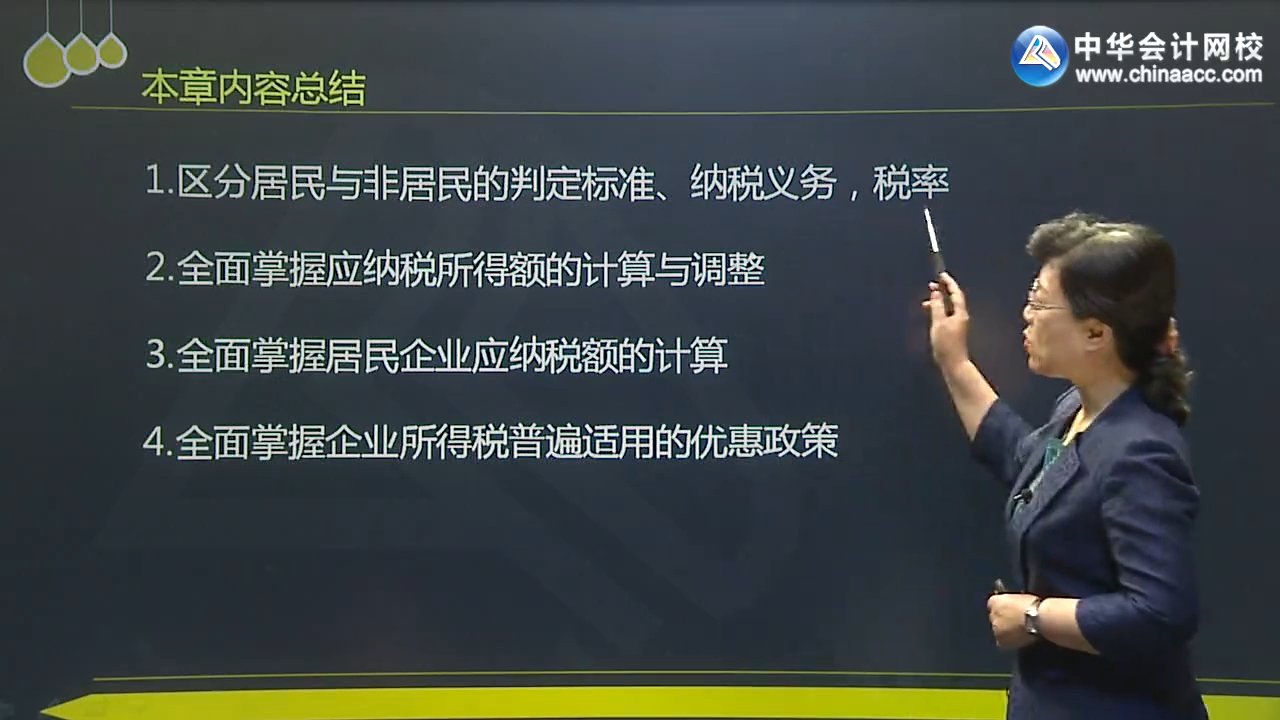 中华会计网校
www.chinaacc.com
本章内容总结
1.区分居民与非居民的判定标准、纳税义务，税率
2.全面掌握应纳税所得额的计算与调整
3.全面掌握居民企业应纳税额的计算
4.全面掌握企业所得税普遍适用的优惠政策